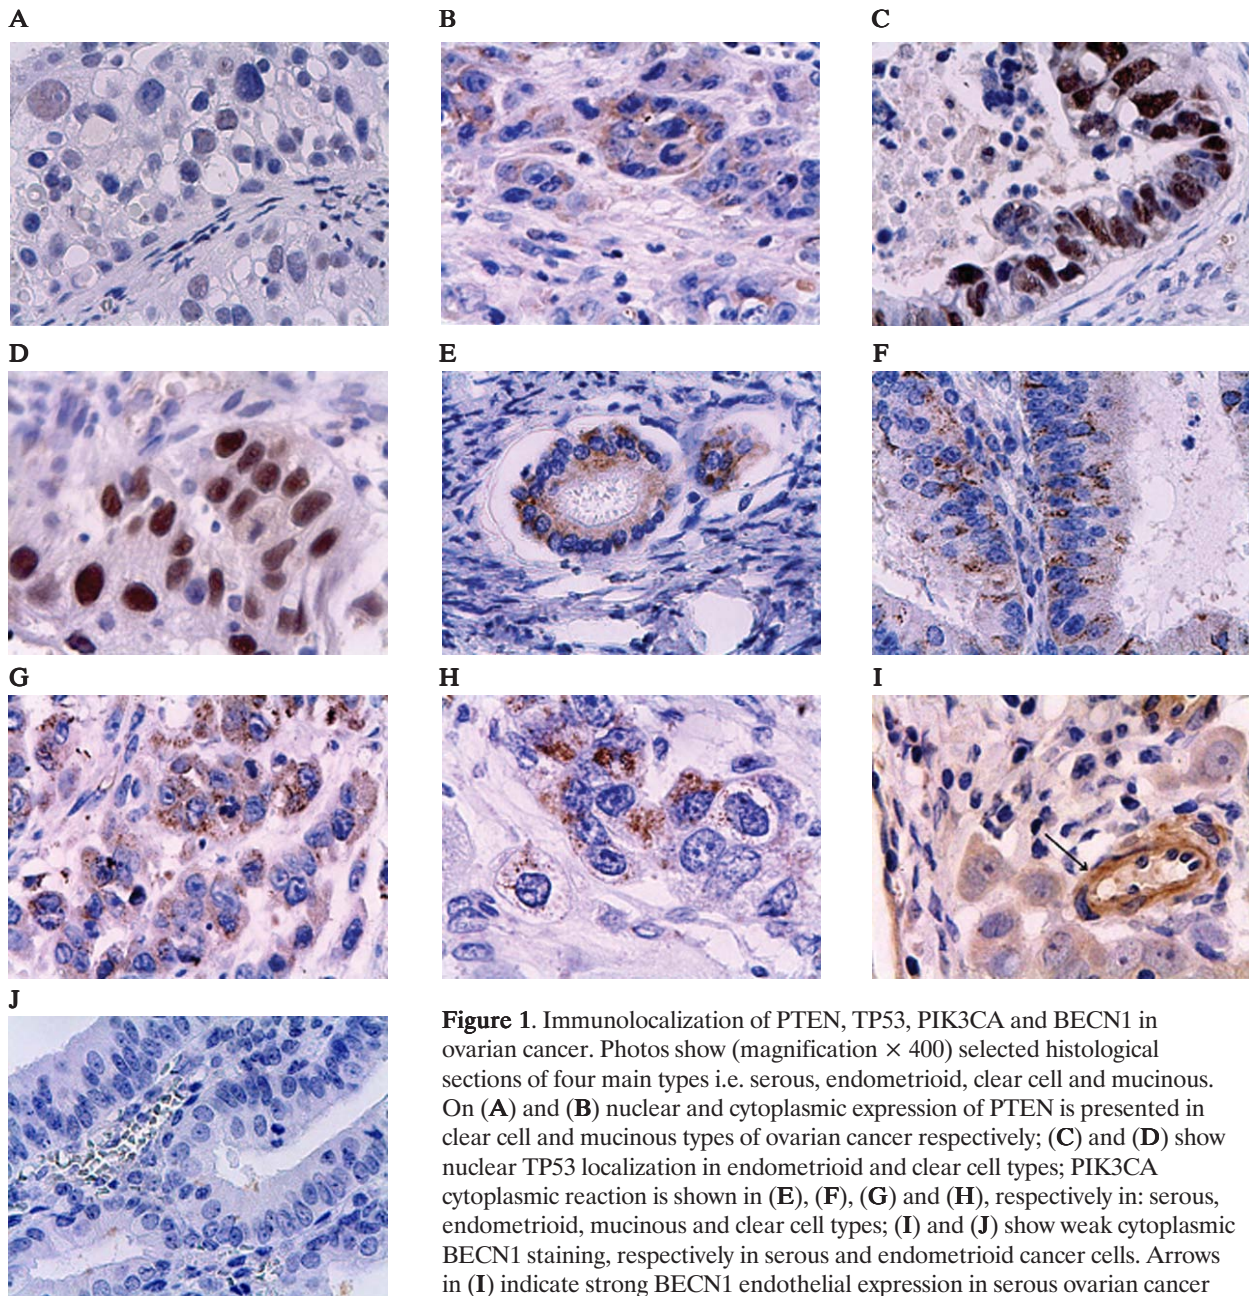 A
B
C
D
E
F
G
H
I
J
Figure 1. Immunolocalization of PTEN, TP53, PIK3CA and BECN1 in
ovarian cancer. Photos show (magnification × 400) selected histological
sections of four main types i.e. serous, endometrioid, clear cell and mucinous.
On (A) and (B) nuclear and cytoplasmic expression of PTEN is presented in
clear cell and mucinous types of ovarian cancer respectively; (C) and (D) show
nuclear TP53 localization in endometrioid and clear cell types; PIK3CA
cytoplasmic reaction is shown in (E), (F), (G) and (H), respectively in: serous,
endometrioid, mucinous and clear cell types; (I) and (J) show weak cytoplasmic
BECN1 staining, respectively in serous and endometrioid cancer cells. Arrows
in (I) indicate strong BECN1 endothelial expression in serous ovarian cancer